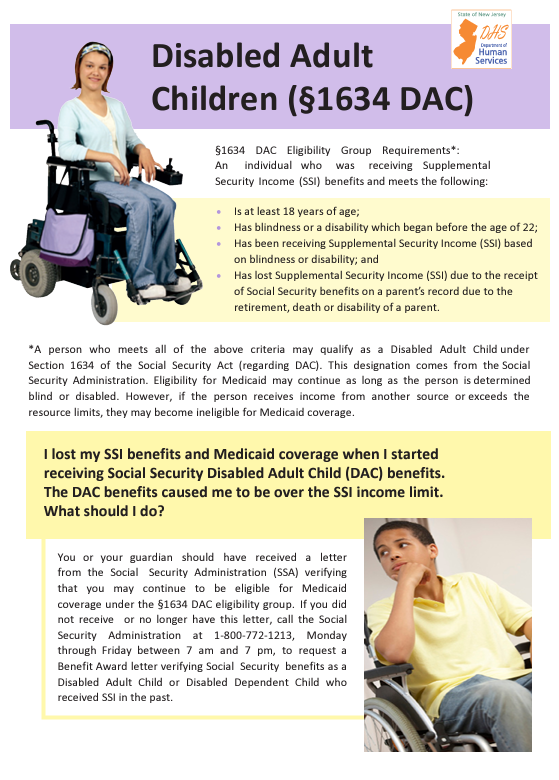 State of New Jersey
DHS
Department of
Human
Services
Disabled Adult
Children (§1634 DAC)
§1634 DAC Eligibility Group Requirements*:
An individual who was receiving Supplemental
Security Income (SSI) benefits and meets the following:
• Is at least 18 years of age;
• Has blindness or a disability which began before the age of 22;
• Has been receiving Supplemental Security Income (SSI) based
on blindness or disability; and
• Has lost Supplemental Security Income (SSI) due to the receipt
of Social Security benefits on a parent's record due to the
retirement, death or disability of a parent.
*A person who meets all of the above criteria may qualify as a Disabled Adult Child under
Section 1634 of the Social Security Act (regarding DAC). This designation comes from the Social
Security Administration. Eligibility for Medicaid may continue as long as the person is determined
blind or disabled. However, if the person receives income from another source or exceeds the
resource limits, they may become ineligible for Medicaid coverage.
I lost my SSI benefits and Medicaid coverage when I started
receiving Social Security Disabled Adult Child (DAC) benefits.
The DAC benefits caused me to be over the SSI income limit.
What should I do?
You or your guardian should have received a letter
from the Social Security Administration (SSA) verifying
that you may continue to be eligible for Medicaid
coverage under the §1634 DAC eligibility group. If you did
not receive or no longer have this letter, call the Social
Security Administration at 1-800-772-1213, Monday
through Friday between 7 am and 7 pm, to request a
Benefit Award letter verifying Social Security benefits as a
Disabled Adult Child or Disabled Dependent Child who
received SSI in the past.